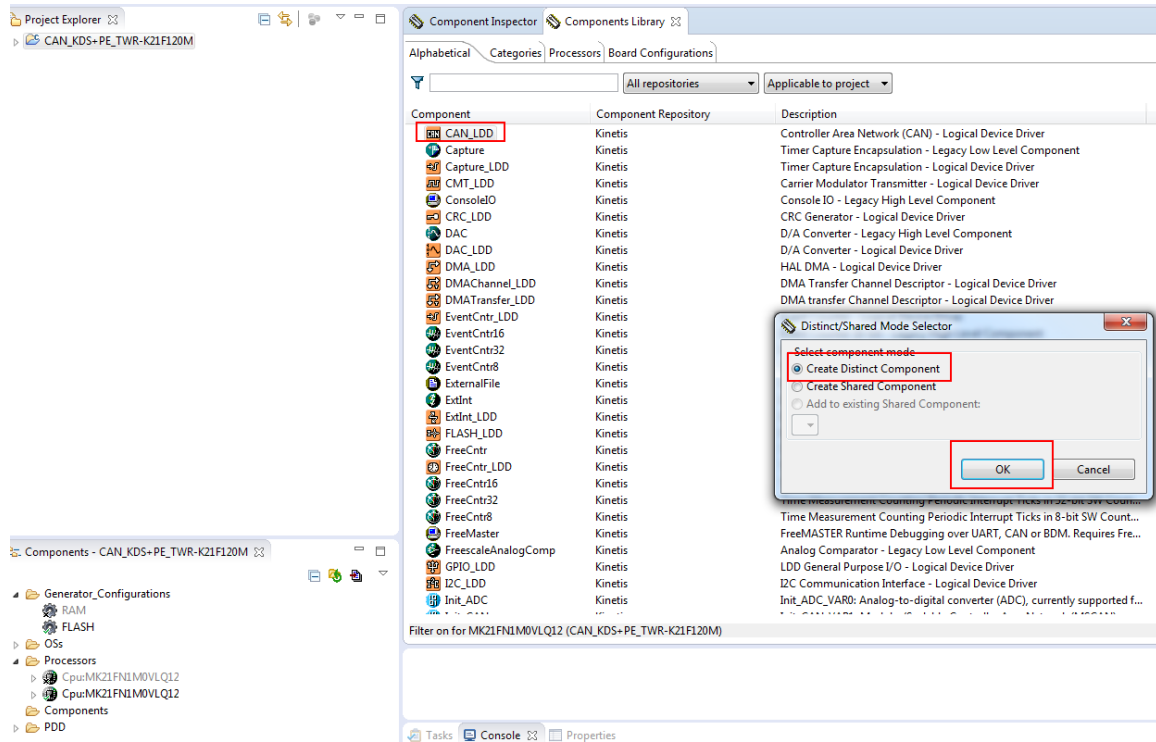 Project Explorer
CAN_KDS+PE_TWR-K21F120M
Component Inspector Components Library
Alphabetical Categories Processors Board Configurations
All repositories Applicable to project
Component Component Repository Description
CAN_LDD Kinetis Controller Area Network (CAN) - Logical Device Driver
Capture Kinetis Timer Capture Encapsulation - Legacy Low Level Component
Capture_LDD Kinetis Timer Capture Encapsulation - Logical Device Driver
CMT_LDD Kinetis Carrier Modulator Transmitter - Logical Device Driver
ConsoleIO Kinetis Console IO - Legacy High Level Component
CRC_LDD Kinetis CRC Generator - Logical Device Driver
DAC Kinetis D/A Converter - Legacy High Level Component
DAC_LDD Kinetis D/A Converter - Logical Device Driver
DMA_LDD Kinetis HAL DMA - Logical Device Driver
DMAChannel_LDD Kinetis DMA Transfer Channel Descriptor - Logical Device Driver
DMATransfer_LDD Kinetis DMA transfer Channel Descriptor - Logical Device Driver
EventCntr_LDD Kinetis
EventCntr16 Kinetis
EventCntr32 Kinetis
EventCntr8 Kinetis
ExternalFile Kinetis
ExtInt Kinetis
ExtInt_LDD Kinetis
FLASH_LDD Kinetis
FreeCntr Kinetis
FreeCntr_LDD Kinetis
FreeCntr16 Kinetis
FreeCntr32 Kinetis Time Measurement Counting Periodic Interrupt Ticks in 32-bit SW Coun...
FreeCntr8 Kinetis Time Measurement Counting Periodic Interrupt Ticks in 8-bit SW Count...
FreeMaster Kinetis FreeMASTER Runtime Debugging over UART, CAN or BDM. Requires Fre...
FreescaleAnalogComp Kinetis Analog Comparator - Legacy Low Level Component
GPIO_LDD Kinetis LDD General Purpose I/O - Logical Device Driver
I2C_LDD Kinetis I2C Communication Interface - Logical Device Driver
Init_ADC Kinetis Init_ADC_VAR0: Analog-to-digital converter (ADC), currently supported f...
Filter on for MK21FN1M0VLQ12 (CAN_KDS+PE_TWR-K21F120M)
Distinct/Shared Mode Selector
Select component mode
Create Distinct Component
Create Shared Component
Add to existing Shared Component:
OK Cancel
Components - CAN_KDS+PE_TWR-K21F120M
Generator_Configurations
RAM
FLASH
OSs
Processors
Cpu:MK21FN1M0VLQ12
Cpu:MK21FN1M0VLQ12
Components
PDD
Tasks Console Properties